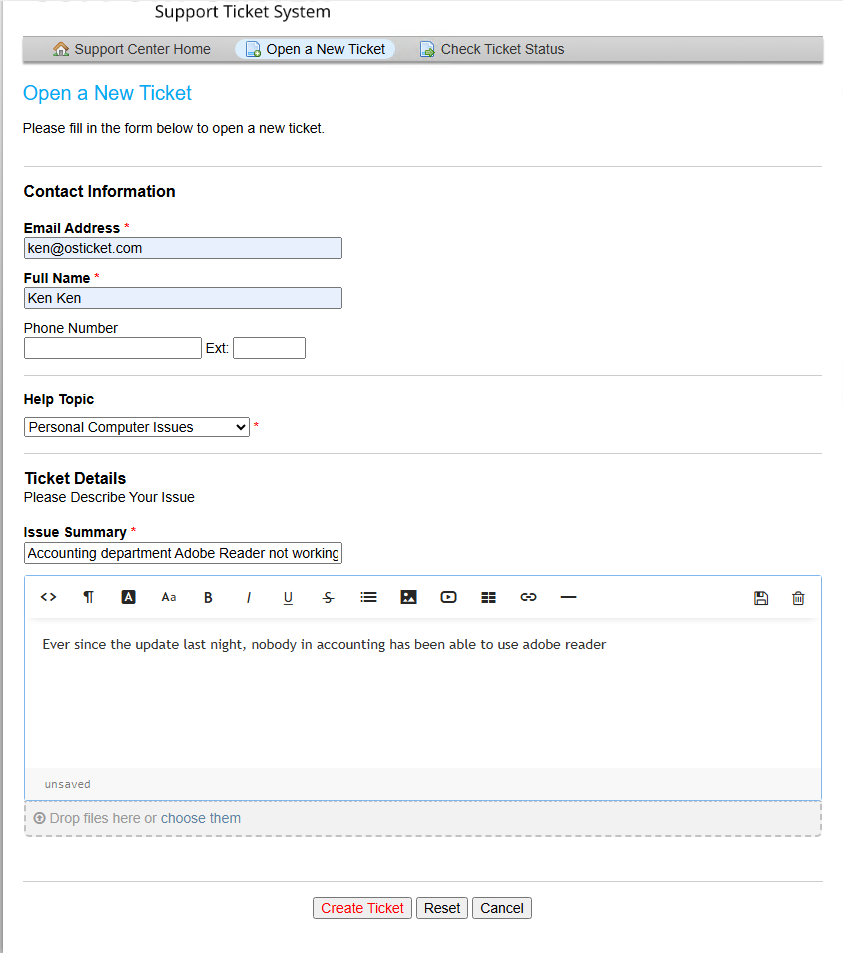 Support Ticket System
Support Center Home Open a New Ticket Check Ticket Status
Open a New Ticket
Please fill in the form below to open a new ticket.
Contact Information
Email Address *
ken@osticket.com
Full Name *
Ken Ken
Phone Number
Ext:
Help Topic
Personal Computer Issues *
Ticket Details
Please Describe Your Issue
Issue Summary *
Accounting department Adobe Reader not working
<> ¶ A Aa B I U S
Ever since the update last night, nobody in accounting has been able to use adobe reader
unsaved
Drop files here or choose them
Create Ticket Reset Cancel